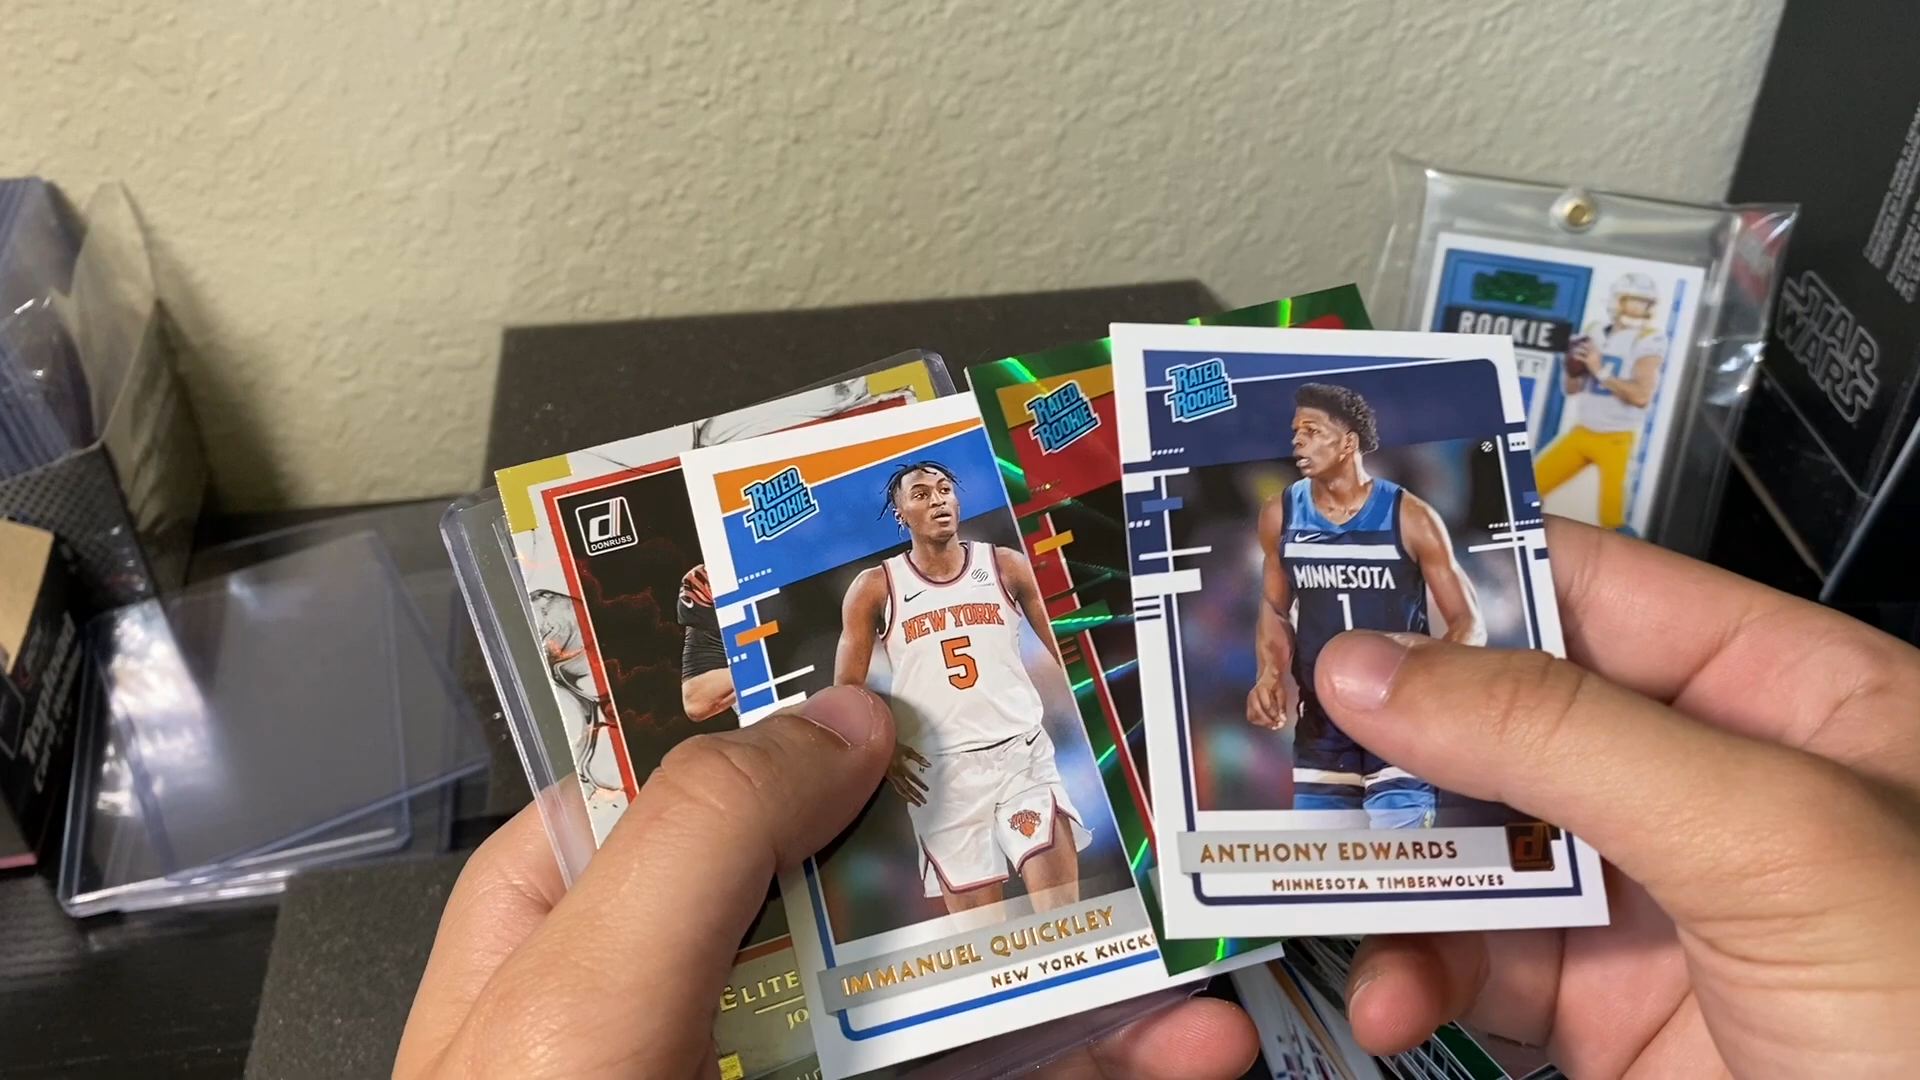 STAR
WARS
ROOKIE
RATED
ROOKIE
RATED
ROOKIE
RATED
ROOKIE
d
DONRUSS
NEW YORK
5
MINNESOTA
1
ANTHONY EDWARDS
MINNESOTA TIMBERWOLVES
IMMANUEL QUICKLEY
NEW YORK KNICK
ELITE
JO